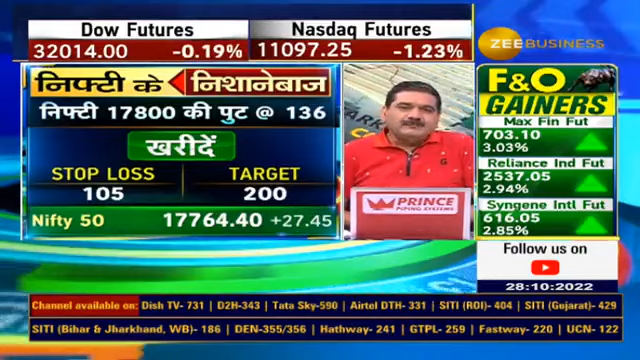 Dow Futures
32014.00 -0.19%
Nasdaq Futures
11097.25 -1.23%
ZEE BUSINESS
निफ्टी के निशानेबाज
निफ्टी 17800 की पुट @ 136
खरीदें
STOP LOSS TARGET
105 200
Nifty 50 17764.40 +27.45
PRINCE
PIPING SYSTEMS
F&O
GAINERS
Max Fin Fut
703.10
3.03%
Reliance Ind Fut
2537.05
2.94%
Syngene Intl Fut
616.05
2.85%
Follow us on
28:10:2022
Channel available on: Dish TV- 731 | D2H-343 | Tata Sky-590 | Airtel DTH- 331 | SITI (ROI)- 404 | SITI (Gujarat)- 429
SITI (Bihar & Jharkhand, WB)- 186 | DEN-355/356 | Hathway- 241 | GTPL- 259 | Fastway- 220 | UCN- 122